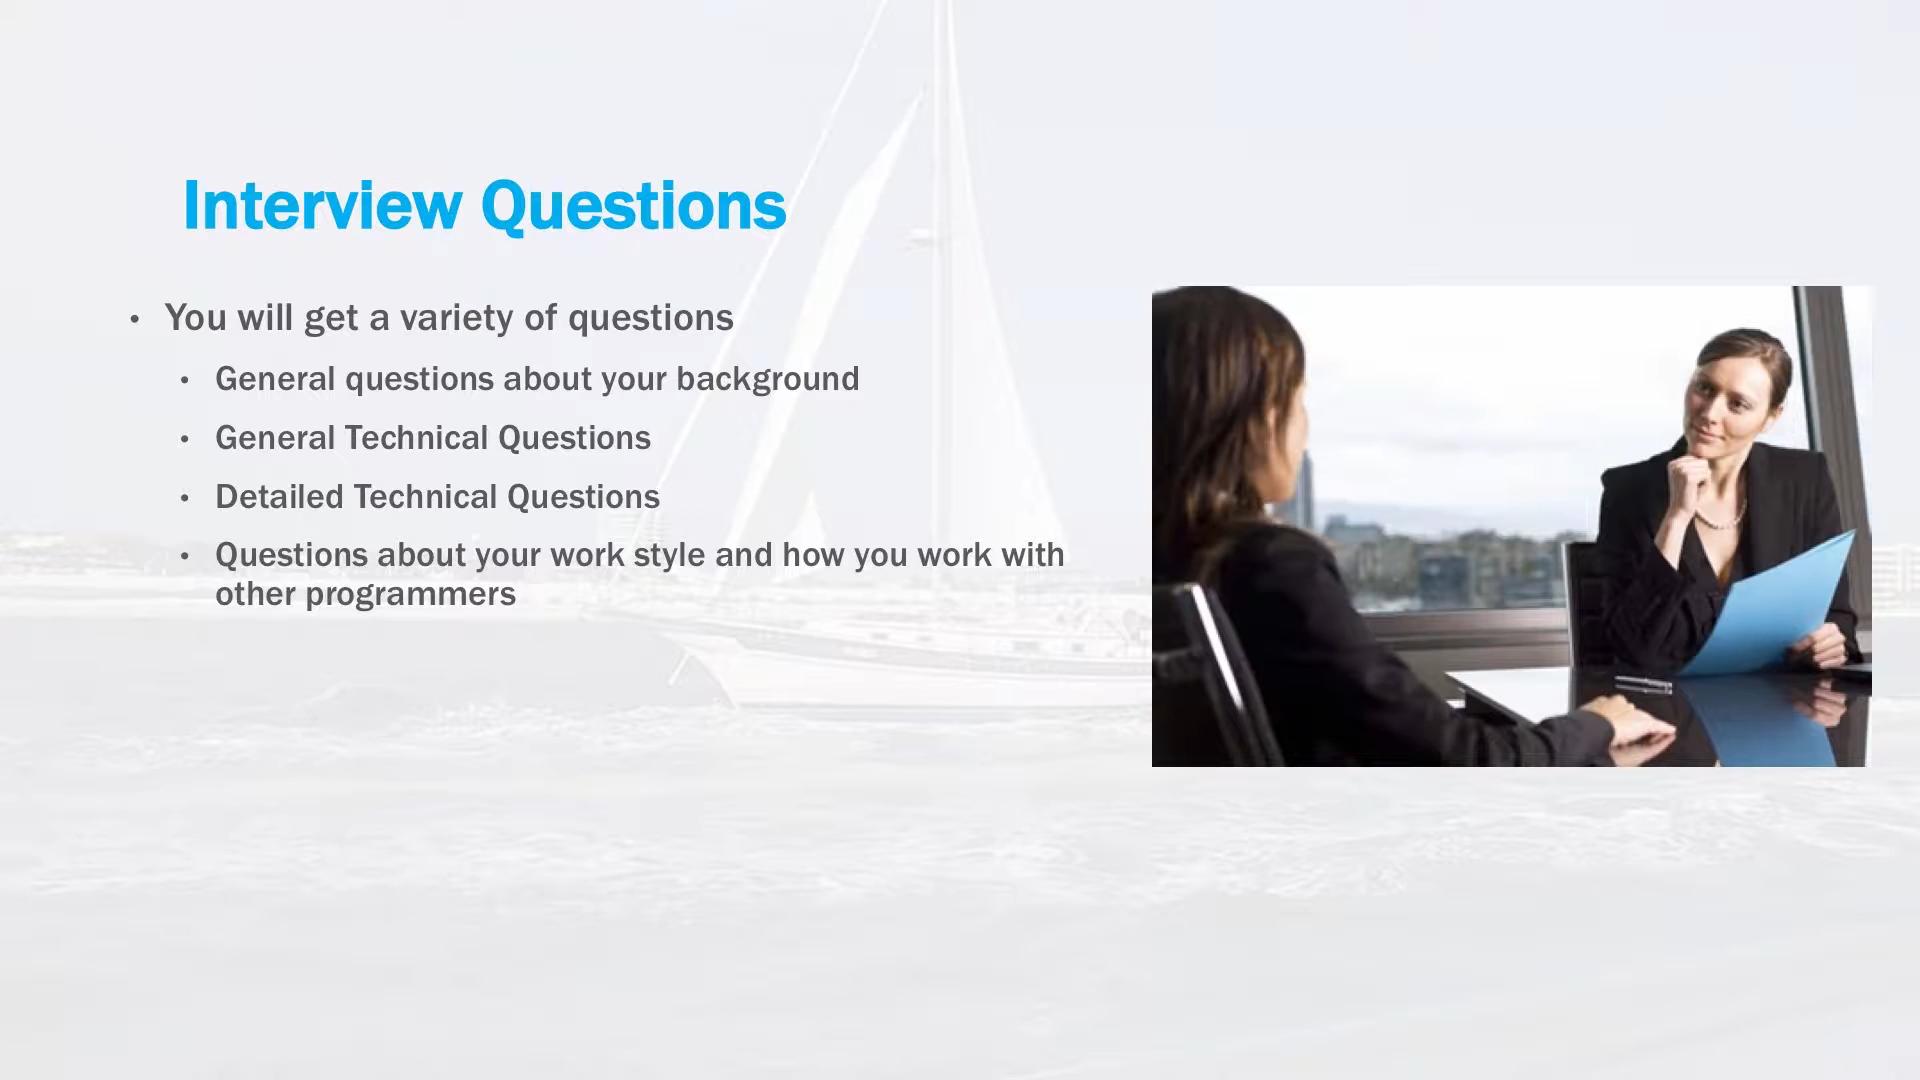 Interview Questions
• You will get a variety of questions
• General questions about your background
• General Technical Questions
• Detailed Technical Questions
• Questions about your work style and how you work with
other programmers